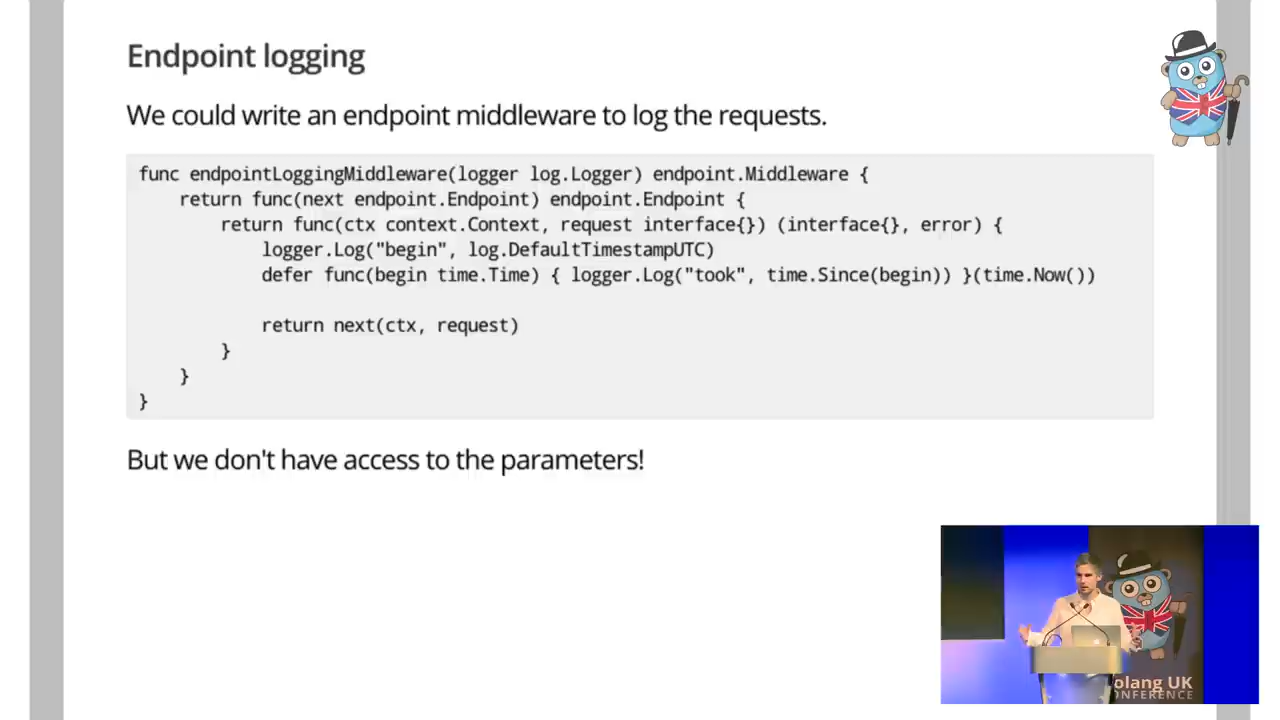 Endpoint logging
We could write an endpoint middleware to log the requests.
func endpointLoggingMiddleware(logger log.Logger) endpoint.Middleware {
    return func(next endpoint.Endpoint) endpoint.Endpoint {
        return func(ctx context.Context, request interface{}) (interface{}, error) {
            logger.Log("begin", log.DefaultTimestampUTC)
            defer func(begin time.Time) { logger.Log("took", time.Since(begin)) }(time.Now())
            return next(ctx, request)
        }
    }
}
But we don't have access to the parameters!
olang UK
ONFERENCE